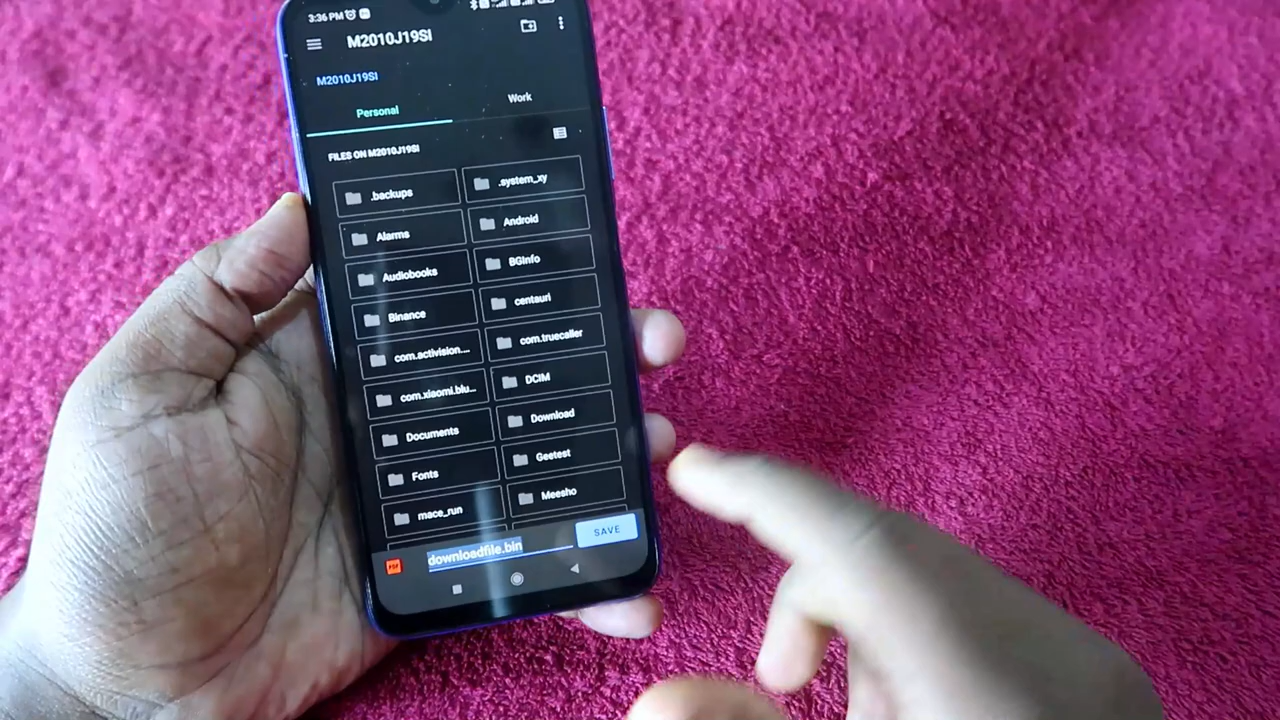 3:36 PM
M2010J19SI
M2010J19SI
Personal Work
FILES ON M2010J19SI
.backups .system_xy
Alarms Android
Audiobooks BGInfo
Binance centauri
com.activision.... com.truecaller
com.xiaomi.blu... DCIM
Documents Download
Fonts Geetest
mace_run Meesho
PDF downloadfile.bin SAVE